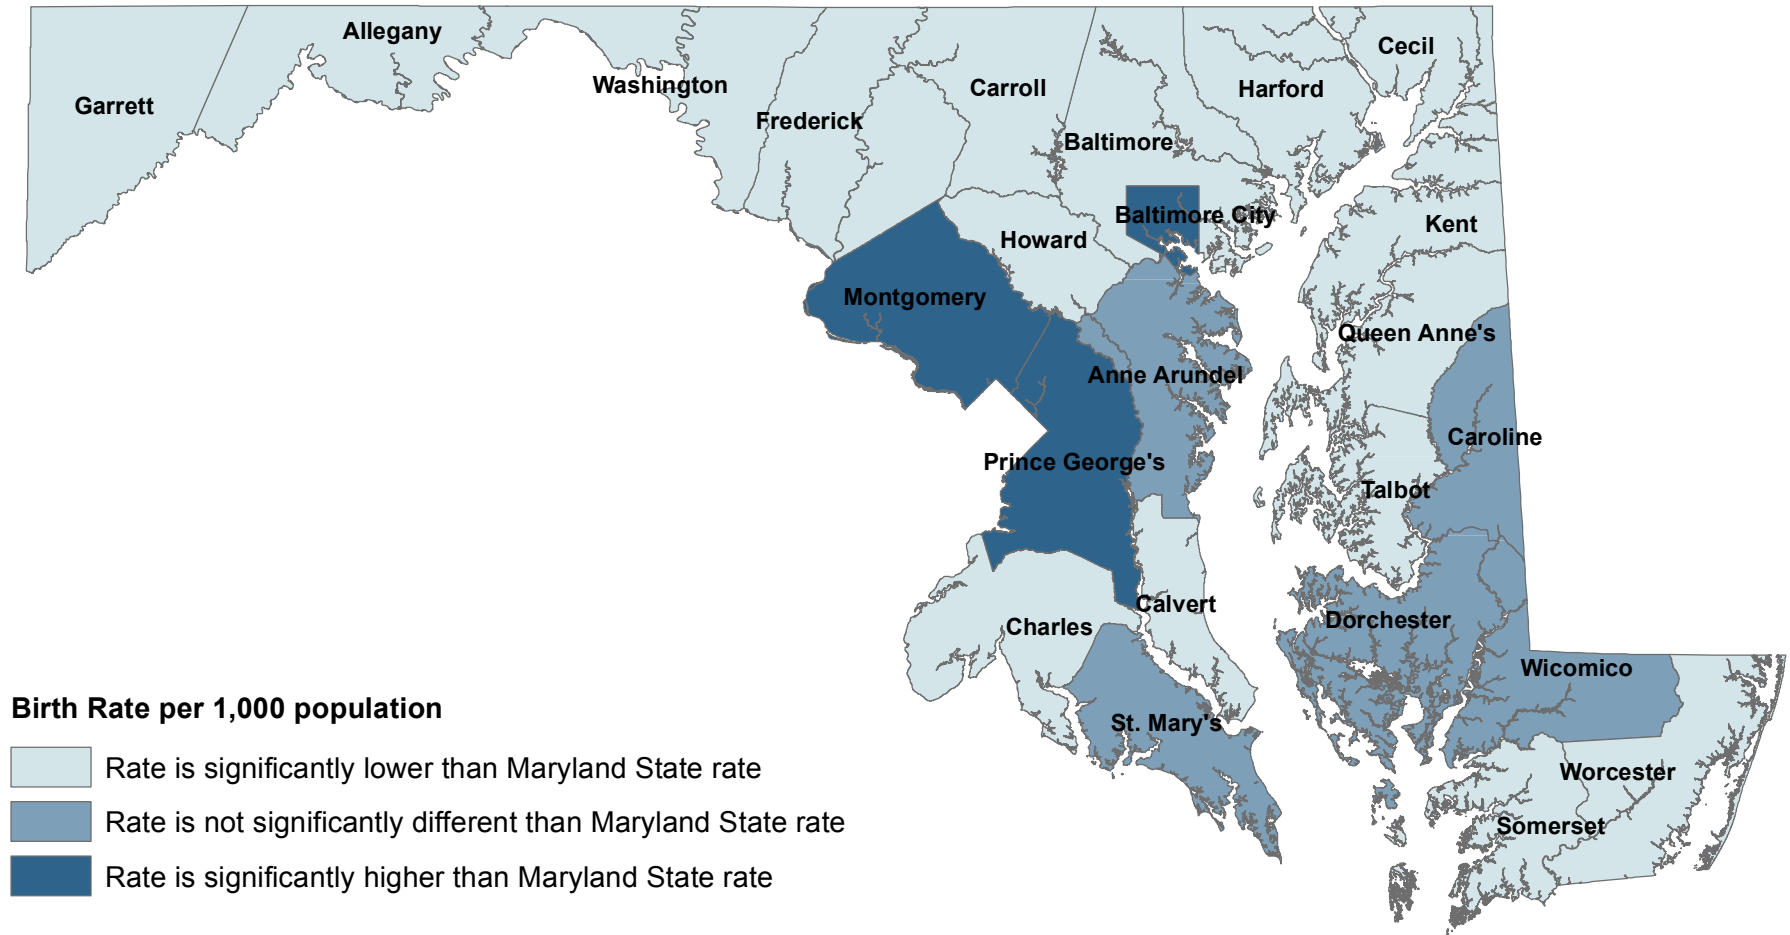 Allegany
Cecil
Garrett
Washington
Carroll
Harford
Frederick
Baltimore
Baltimore City
Kent
Howard
Montgomery
Queen Anne's
Anne Arundel
Caroline
Prince George's
Talbot
Calvert
Charles
Dorchester
Wicomico
St. Mary's
Worcester
Somerset
Birth Rate per 1,000 population
Rate is significantly lower than Maryland State rate
Rate is not significantly different than Maryland State rate
Rate is significantly higher than Maryland State rate